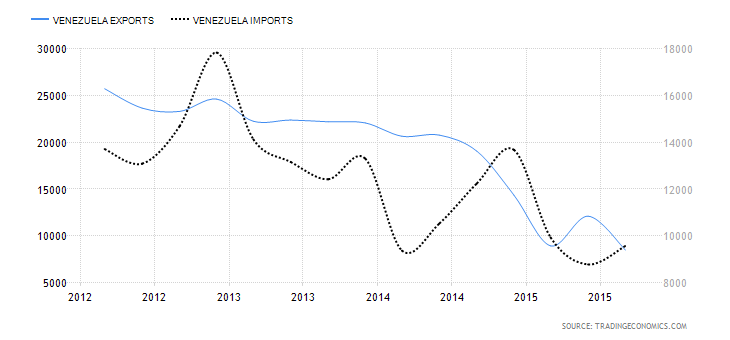 VENEZUELA EXPORTS VENEZUELA IMPORTS
30000 18000
25000 16000
20000 14000
15000 12000
10000 10000
5000 8000
2012 2012 2013 2013 2014 2014 2015 2015
SOURCE: TRADINGECONOMICS.COM